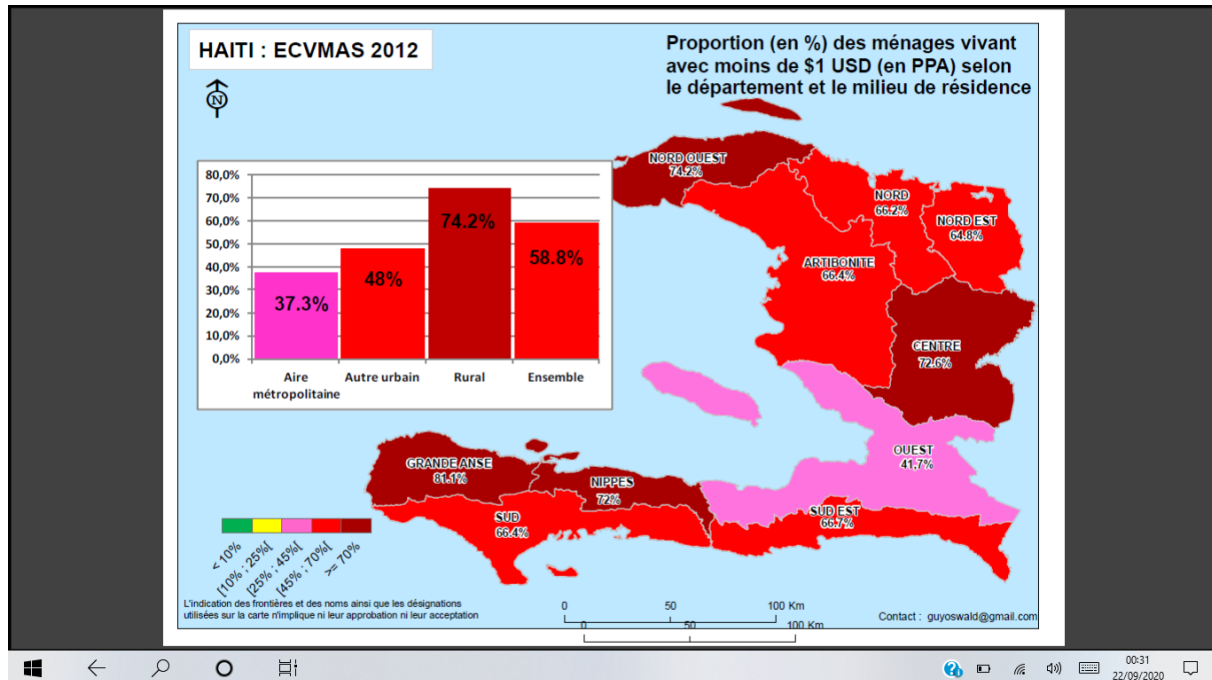 HAITI : ECVMAS 2012
Proportion (en %) des ménages vivant
avec moins de $1 USD (en PPA) selon
le département et le milieu de résidence
N
80,0%
70,0%
60,0%
50,0%
40,0%
30,0%
20,0%
10,0%
0,0%
37.3%
48%
74.2%
58.8%
Aire
métropolitaine
Autre urbain
Rural
Ensemble
NORD OUEST
74.2%
NORD
66.2%
NORD EST
64.8%
ARTIBONITE
66.4%
CENTRE
72.6%
OUEST
41,7%
GRANDE ANSE
81.1%
NIPPES
72%
SUD
66.4%
SUD EST
66.7%
< 10%
[10% ; 25%[
[25% ; 45%[
[45% ; 70%[
>= 70%
L'indication des frontières et des noms ainsi que les désignations
utilisées sur la carte n'implique ni leur approbation ni leur acceptation
0 50 100 Km
0 50 100 Km
Contact : guyoswald@gmail.com
00:31
22/09/2020